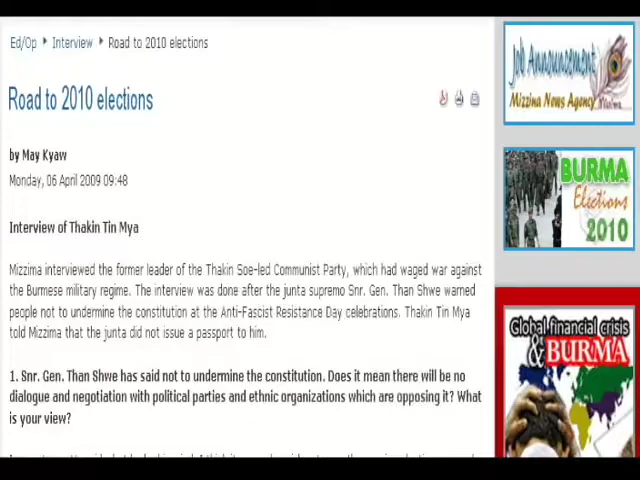 Ed/Op Interview Road to 2010 elections
Road to 2010 elections
by May Kyaw
Monday, 06 April 2009 09:48
Interview of Thakin Tin Mya
Mizzima interviewed the former leader of the Thakin Soe-led Communist Party, which had waged war against
the Burmese military regime. The interview was done after the junta supremo Snr. Gen. Than Shwe warned
people not to undermine the constitution at the Anti-Fascist Resistance Day celebrations. Thakin Tin Mya
told Mizzima that the junta did not issue a passport to him.
1. Snr. Gen. Than Shwe has said not to undermine the constitution. Does it mean there will be no
dialogue and negotiation with political parties and ethnic organizations which are opposing it? What
is your view?
Job Announcement
Mizzima News Agency
BURMA
Elections
2010
Global financial crisis
& BURMA